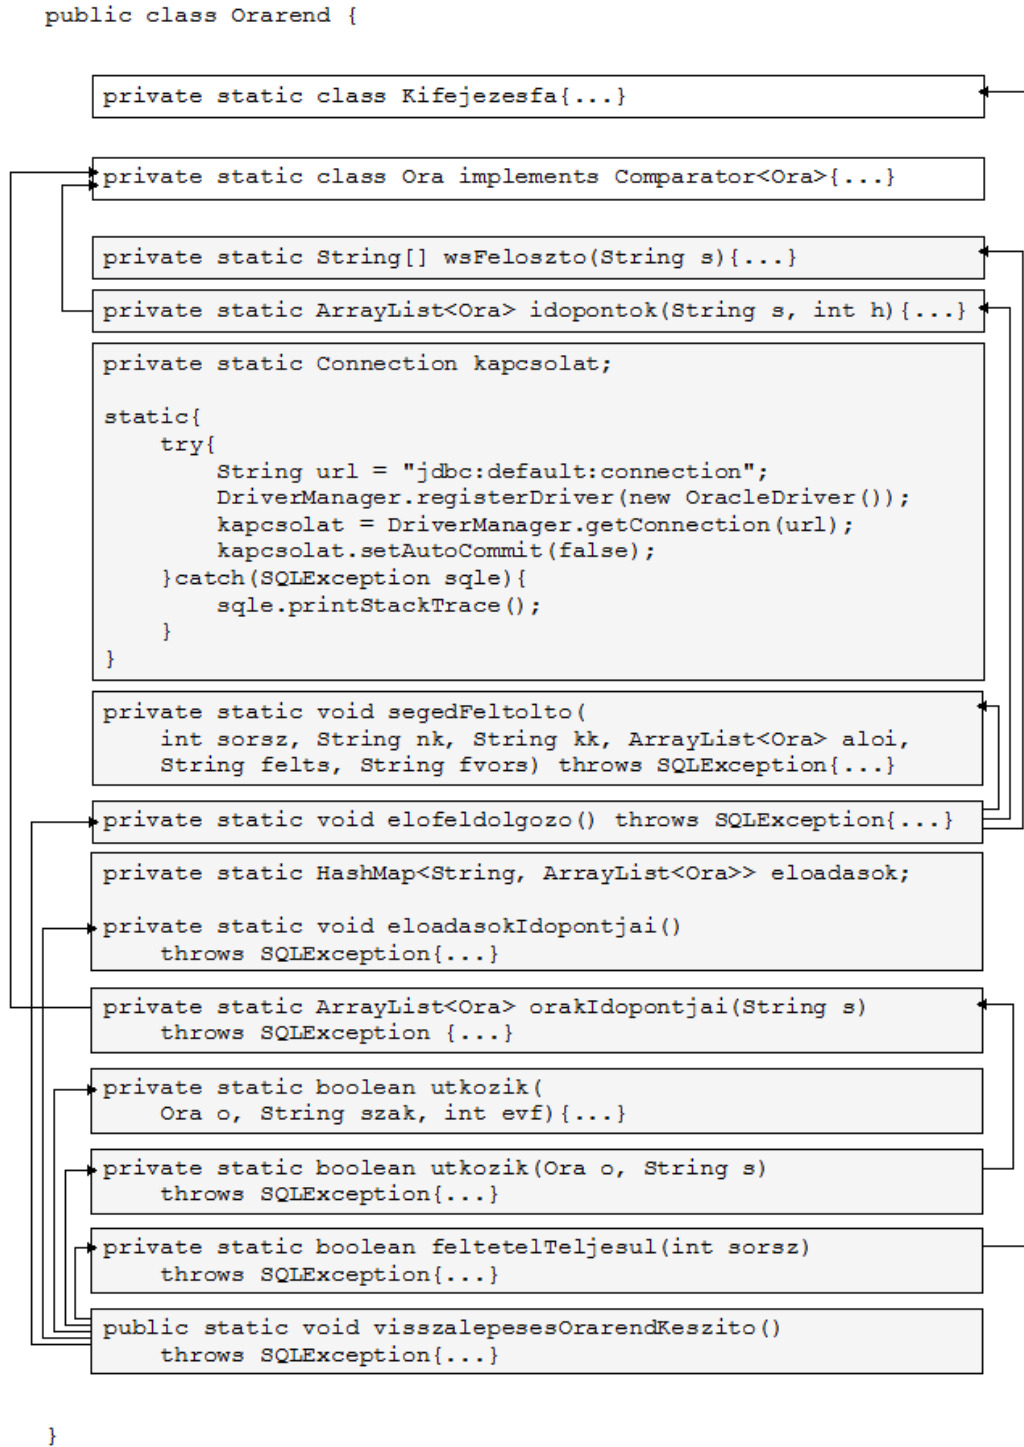 public class Orarend {
private static class Kifejezesfa{...}
private static class Ora implements Comparator<Ora>{...}
private static String[] wsFeloszto(String s){...}
private static ArrayList<Ora> idopontok(String s, int h){...}
private static Connection kapcsolat;
static{
try{
String url = "jdbc:default:connection";
DriverManager.registerDriver(new OracleDriver());
kapcsolat = DriverManager.getConnection(url);
kapcsolat.setAutoCommit(false);
}catch(SQLException sqle){
sqle.printStackTrace();
}
}
private static void segedFeltolto(
int sorsz, String nk, String kk, ArrayList<Ora> aloi,
String felts, String fvors) throws SQLException{...}
private static void elofeldolgozo() throws SQLException{...}
private static HashMap<String, ArrayList<Ora>> eloadasok;
private static void eloadasokIdopontjai()
throws SQLException{...}
private static ArrayList<Ora> orakIdopontjai(String s)
throws SQLException {...}
private static boolean utkozik(
Ora o, String szak, int evf){...}
private static boolean utkozik(Ora o, String s)
throws SQLException{...}
private static boolean feltetelTeljesul(int sorsz)
throws SQLException{...}
public static void visszalepesesOrarendKeszito()
throws SQLException{...}
}